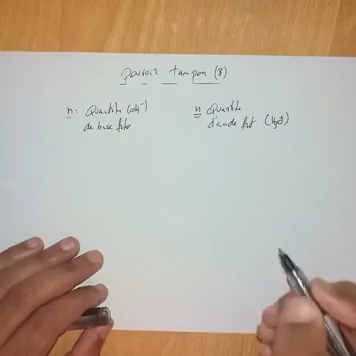 Pouvoir tampon (β)
n: Quantité (OH⁻)
de base forte
n Quantité
d'acide fort (H₃O⁺)